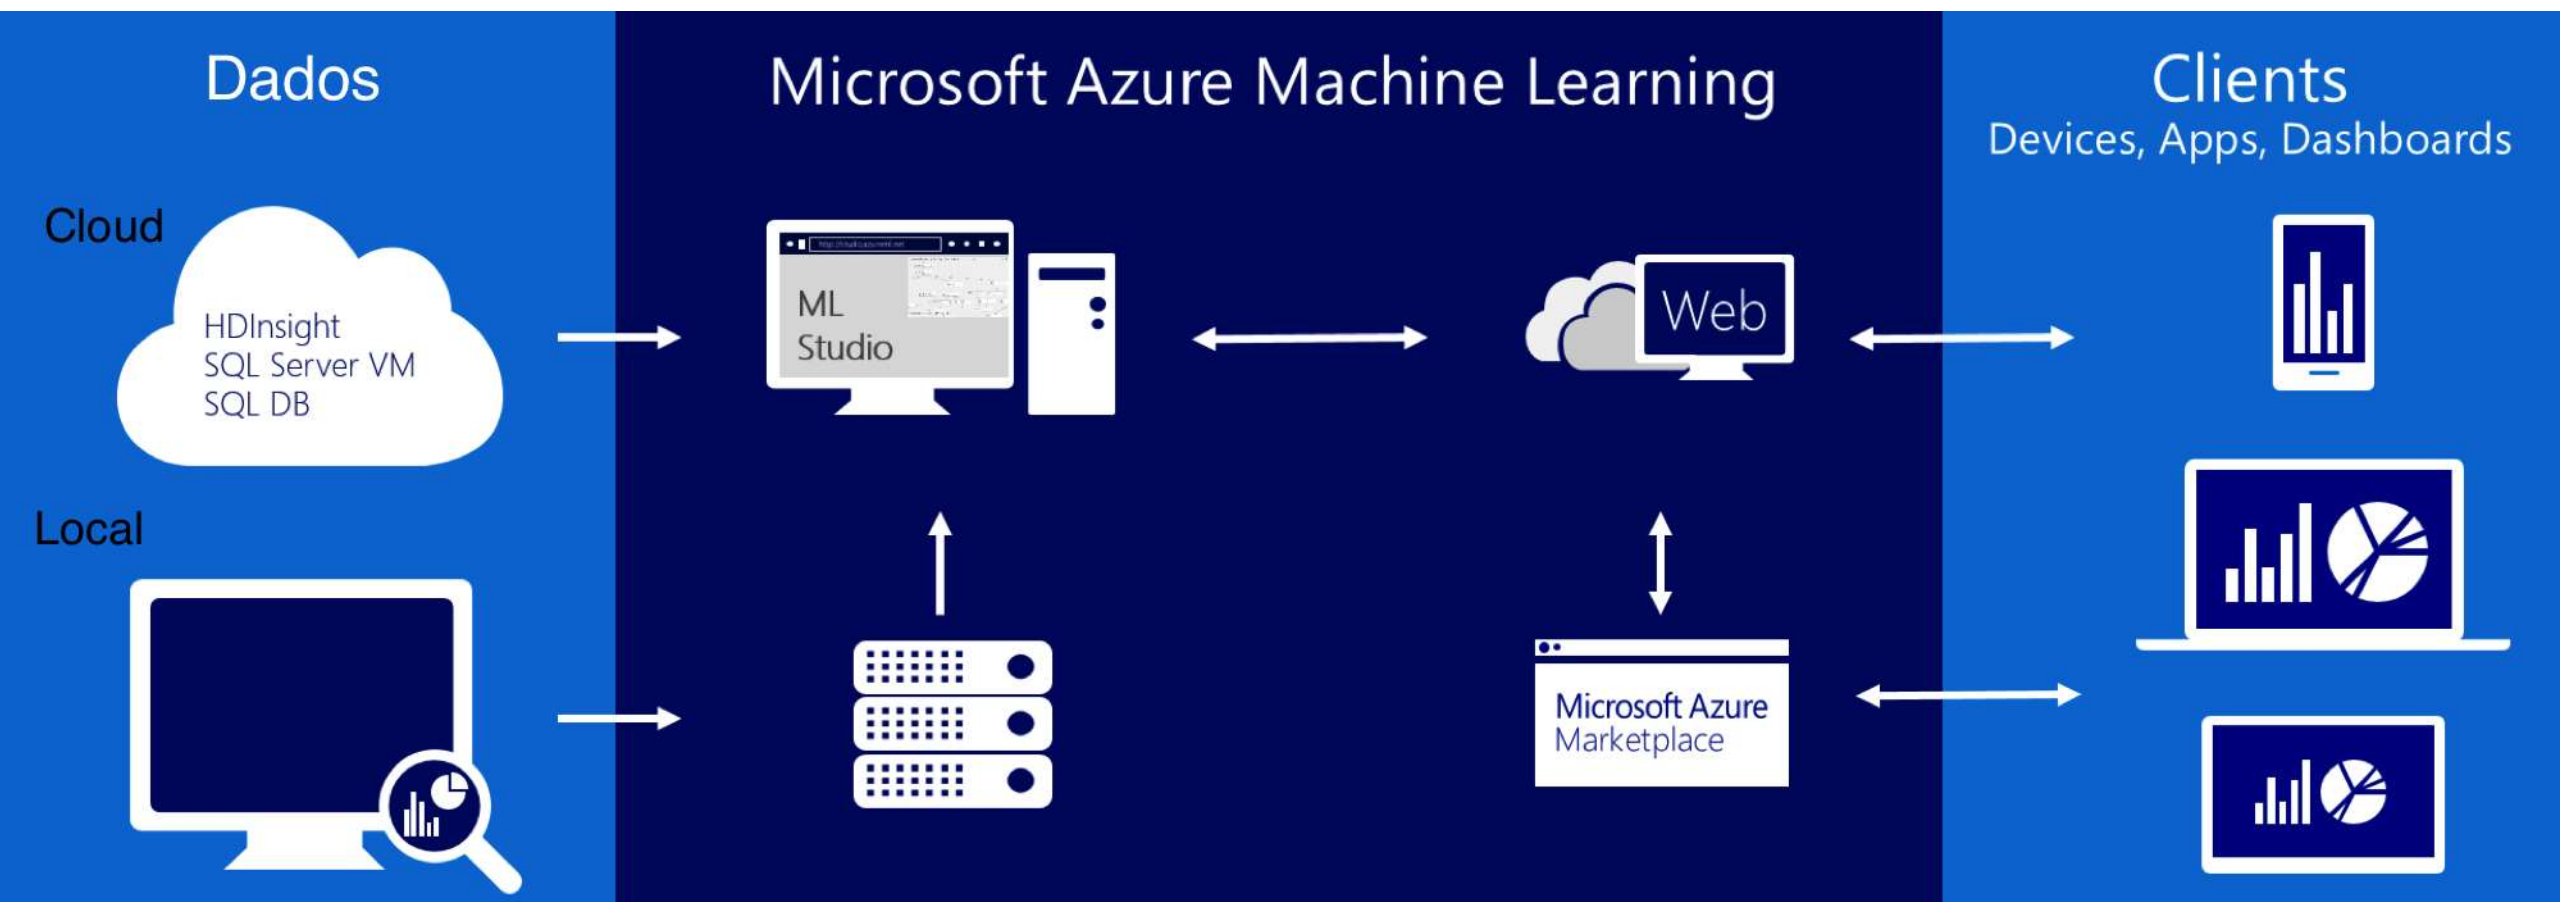 Dados
Microsoft Azure Machine Learning
Clients
Devices, Apps, Dashboards
Cloud
HDInsight
SQL Server VM
SQL DB
ML
Studio
Web
Local
Microsoft Azure
Marketplace